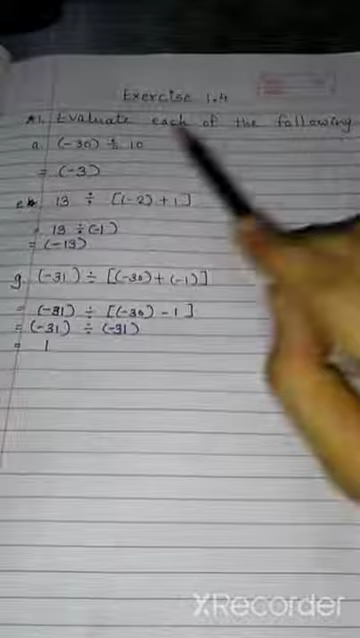 Exercise 1.4
A1. Evaluate each of the following
a. (-30) ÷ 10
= (-3)
e. 13 ÷ [(-2) + 1]
= 13 ÷ (-1)
= (-13)
g. (-31) ÷ [(-30) + (-1)]
= (-31) ÷ [(-30) - 1]
= (-31) ÷ (-31)
= 1
XRecorder